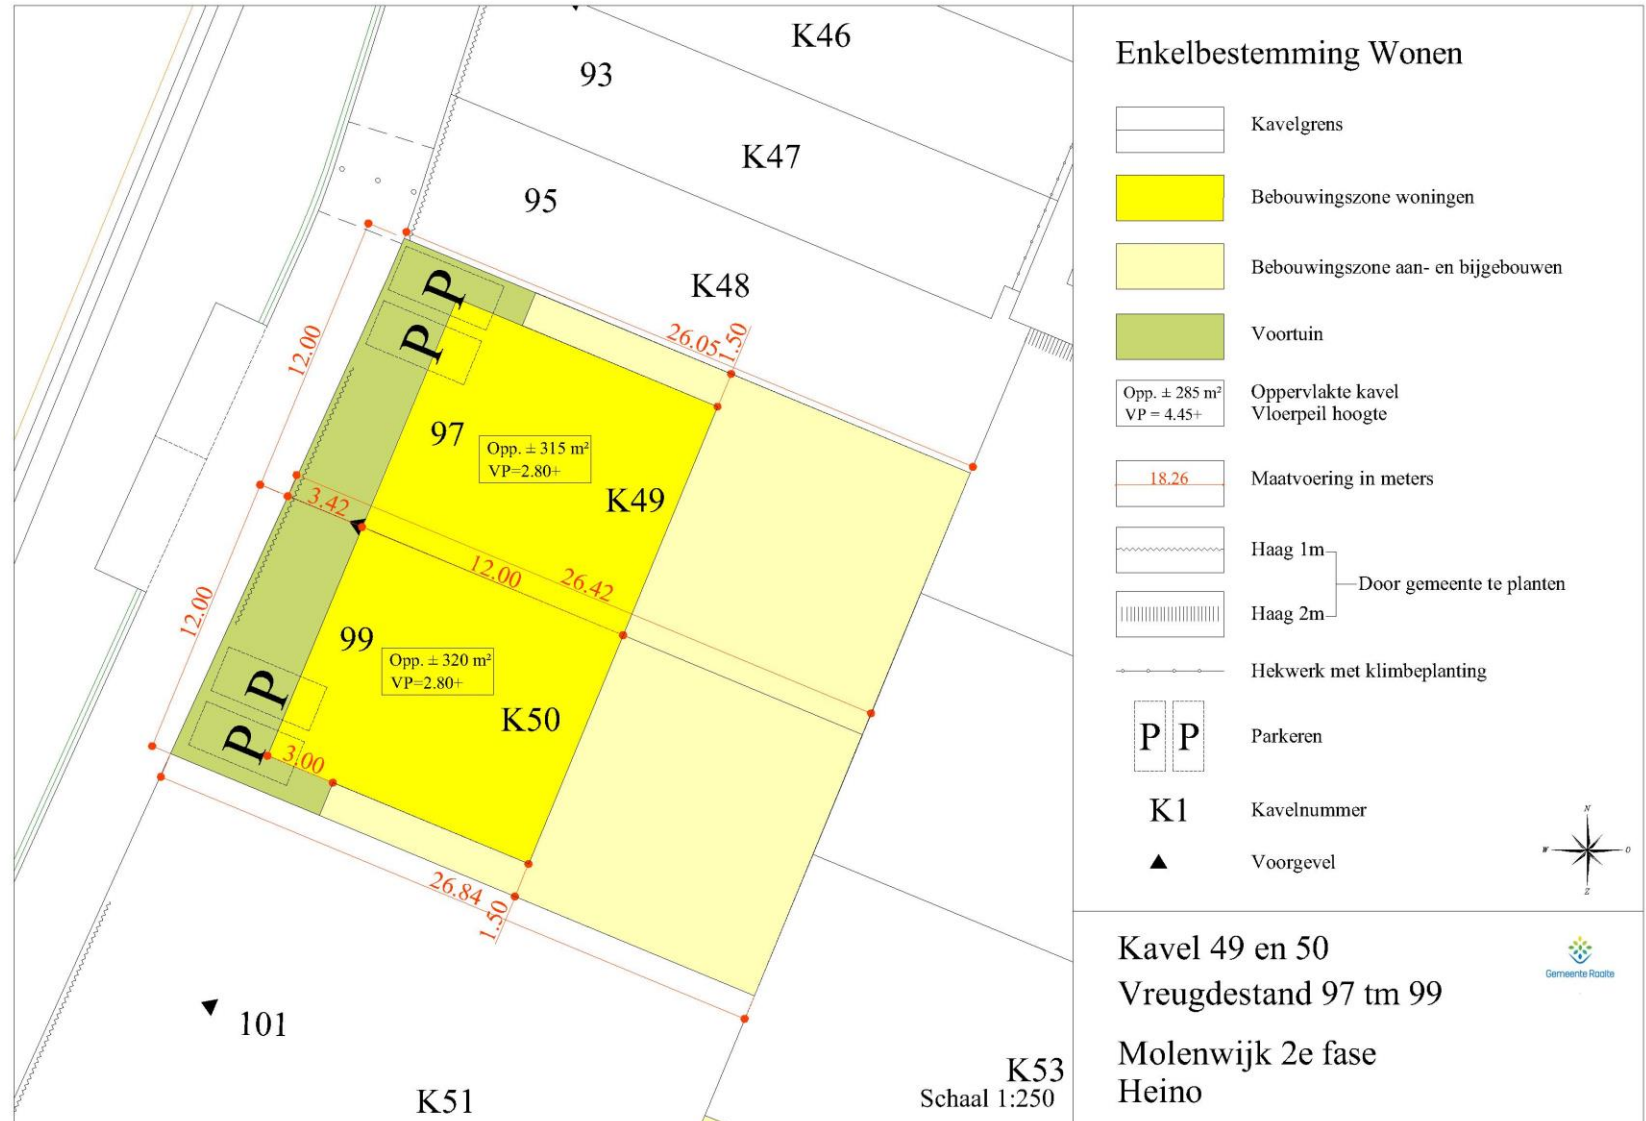 K46
93
K47
95
K48
26.05
1.50
12.00
P
P
97
Opp. ± 315 m²
VP=2.80+
K49
3.42
12.00
26.42
12.00
99
Opp. ± 320 m²
VP=2.80+
P
K50
P
3.00
26.84
1.50
101
K51
K53
Schaal 1:250
Enkelbestemming Wonen
Kavelgrens
Bebouwingszone woningen
Bebouwingszone aan- en bijgebouwen
Voortuin
Opp. ± 285 m²
VP = 4.45+
Oppervlakte kavel
Vloerpeil hoogte
18.26
Maatvoering in meters
Haag 1m
Door gemeente te planten
Haag 2m
Hekwerk met klimbeplanting
P P
Parkeren
K1
Kavelnummer
Voorgevel
N
W
O
Z
Kavel 49 en 50
Vreugdestand 97 tm 99
Molenwijk 2e fase
Heino
Gemeente Raalte